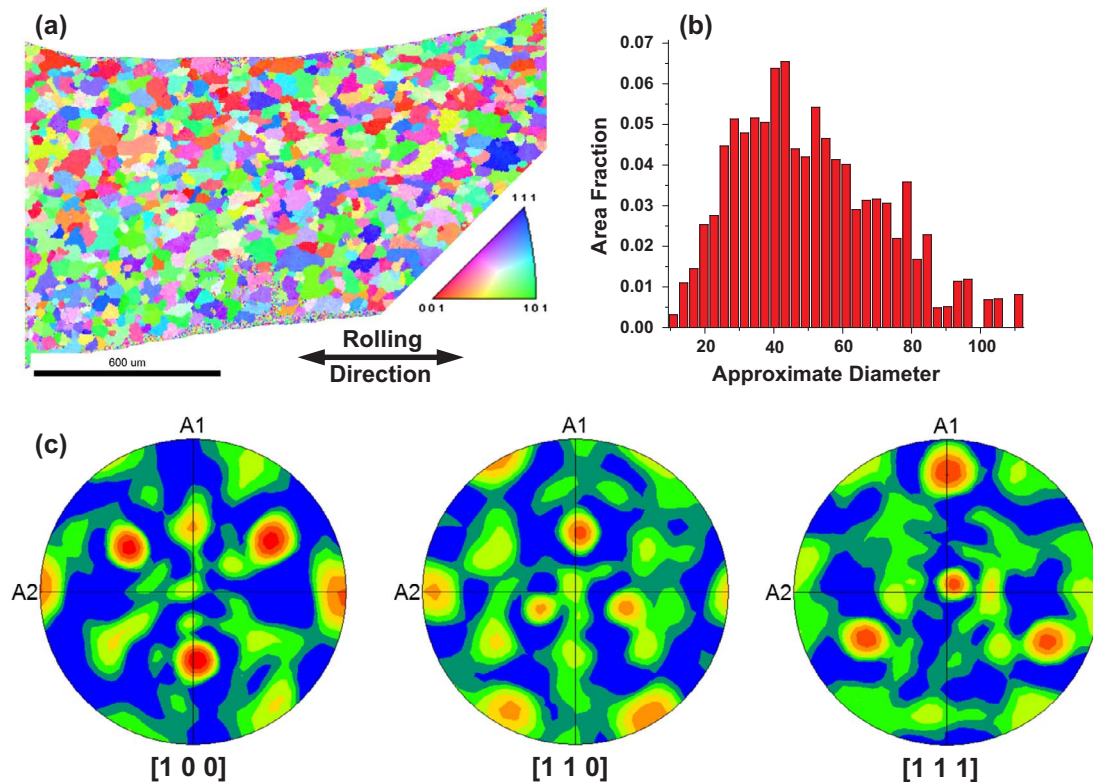 (a)
1 1 1
0 0 1
1 0 1
600 um
Rolling
Direction
(b)
Area Fraction
0.07
0.06
0.05
0.04
0.03
0.02
0.01
0.00
20 40 60 80 100
Approximate Diameter
(c)
A1 A1 A1
A2 A2 A2
[1 0 0] [1 1 0] [1 1 1]